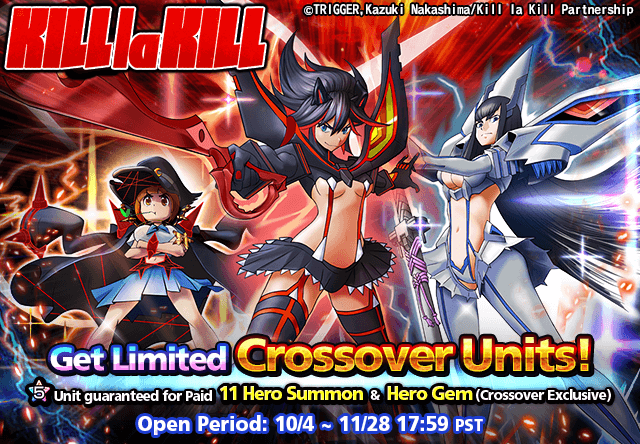 ©TRIGGER,Kazuki Nakashima/Kill la Kill Partnership
KILL la KILL
Get Limited Crossover Units!
5 Unit guaranteed for Paid 11 Hero Summon & Hero Gem (Crossover Exclusive)
Open Period: 10/4 ~ 11/28 17:59 PST